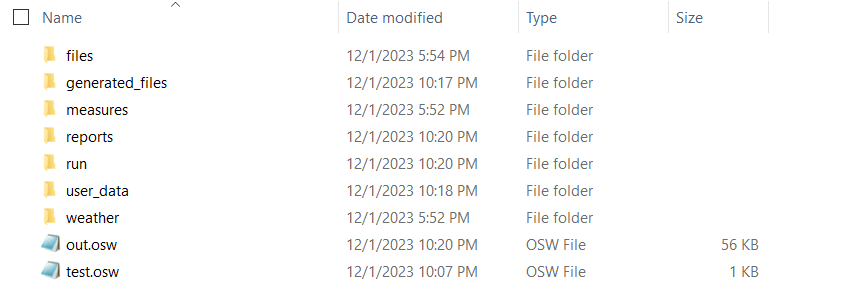 Name Date modified Type Size
files 12/1/2023 5:54 PM File folder
generated_files 12/1/2023 10:17 PM File folder
measures 12/1/2023 5:52 PM File folder
reports 12/1/2023 10:20 PM File folder
run 12/1/2023 10:20 PM File folder
user_data 12/1/2023 10:18 PM File folder
weather 12/1/2023 5:52 PM File folder
out.osw 12/1/2023 10:20 PM OSW File 56 KB
test.osw 12/1/2023 10:07 PM OSW File 1 KB